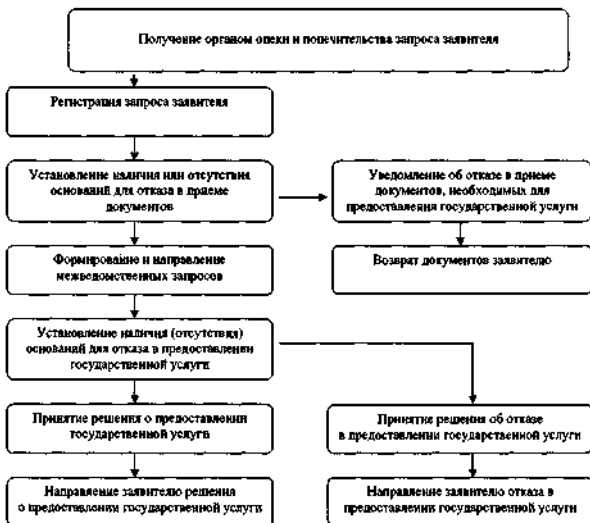 Получение органом опеки и попечительства запроса заявителя
Регистрация запроса заявителя
Установление наличия или отсутствия
оснований для отказа в приеме
документов
Уведомление об отказе в приеме
документов, необходимых для
предоставления государственной услуги
Формирование и направление
межведомственных запросов
Возврат документов заявителю
Установление наличия (отсутствия)
оснований для отказа в предоставлении
государственной услуги
Принятие решения о предоставлении
государственной услуги
Принятие решения об отказе
в предоставлении государственной услуги
Направление заявителю решения
о предоставлении государственной услуги
Направление заявителю отказа в
предоставлении государственной услуги